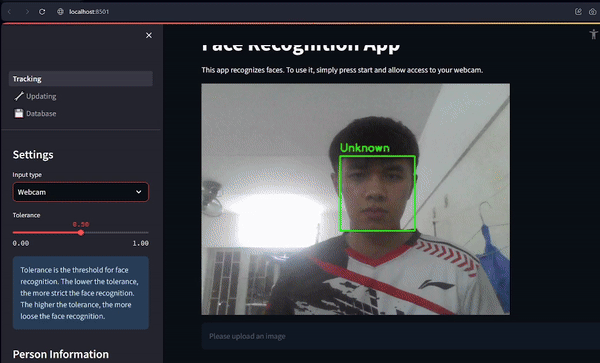 localhost:8501
Face Recognition App
This app recognizes faces. To use it, simply press start and allow access to your webcam.
Tracking
Updating
Database
Settings
Input type
Webcam
Tolerance
0.50
0.00 1.00
Tolerance is the threshold for face
recognition. The lower the tolerance,
the more strict the face recognition.
The higher the tolerance, the more
loose the face recognition.
Person Information
Unknown
Please upload an image